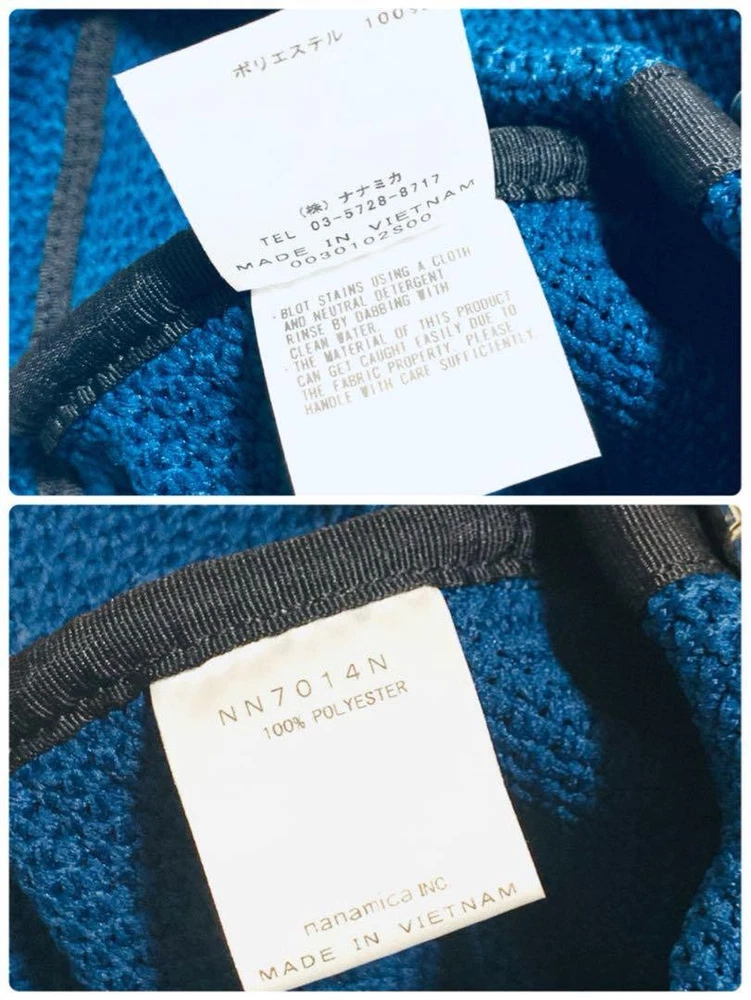 ポリエステル 100%
(株) ナナミカ
TEL 03-5728-8717
MADE IN VIETNAM
0030102S00
・BLOT STAINS USING A CLOTH
AND NEUTRAL DETERGENT
RINSE BY DABBING WITH
CLEAN WATER.
・THE MATERIAL OF THIS PRODUCT
CAN GET CAUGHT EASILY DUE TO
THE FABRIC PROPERTY. PLEASE
HANDLE WITH CARE SUFFICIENTLY.
NN7014N
100% POLYESTER
nanamica INC
MADE IN VIETNAM